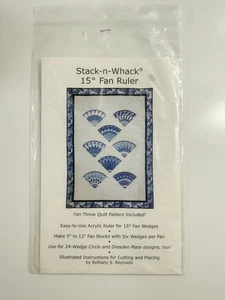 Stack-n-Whack®
15° Fan Ruler
Fan Throw Quilt Pattern Included!
Easy-to-Use Acrylic Ruler for 15° Fan Wedges
• Make 5" to 12" Fan Blocks with Six Wedges per Fan
Use for 24-Wedge Circle and Dresden Plate designs, too!
• Illustrated Instructions for Cutting and Piecing
by Bethany S. Reynolds